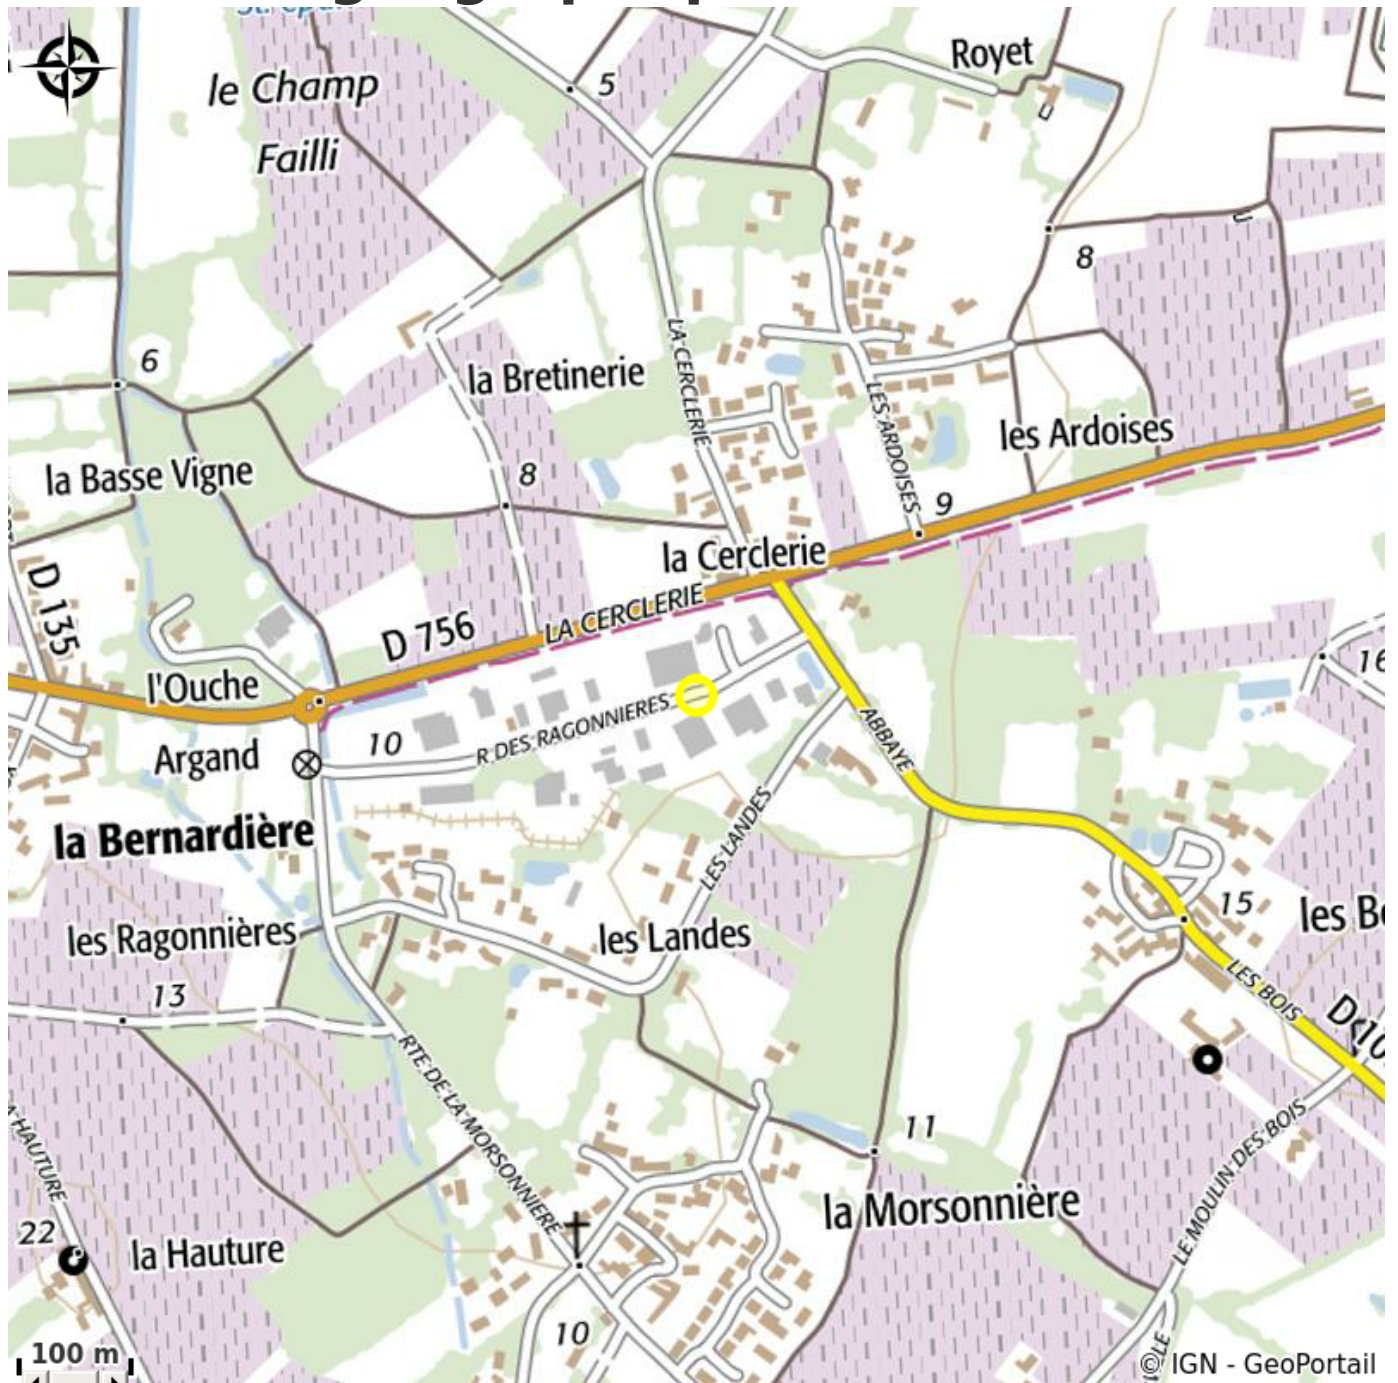 le Champ
Failli
5
Royet
8
6
la Bretinerie
LA CERCLERIE
LES ARDOISES
les Ardoises
la Basse Vigne
8
9
la Cerclerie
D 135
LA CERCLERIE
D 756
16
l'Ouche
R DES RAGONNIERES
10
Argand
ABBAYE
la Bernardière
LES LANDES
15
les Ragonnières
les Landes
LES BOIS
13
RTE DE LA MORSONNIERE
11
LE MOULIN DES BOIS
la Morsonnière
HAUTURE
22
la Hauture
10
100 m
© IGN - GeoPortail